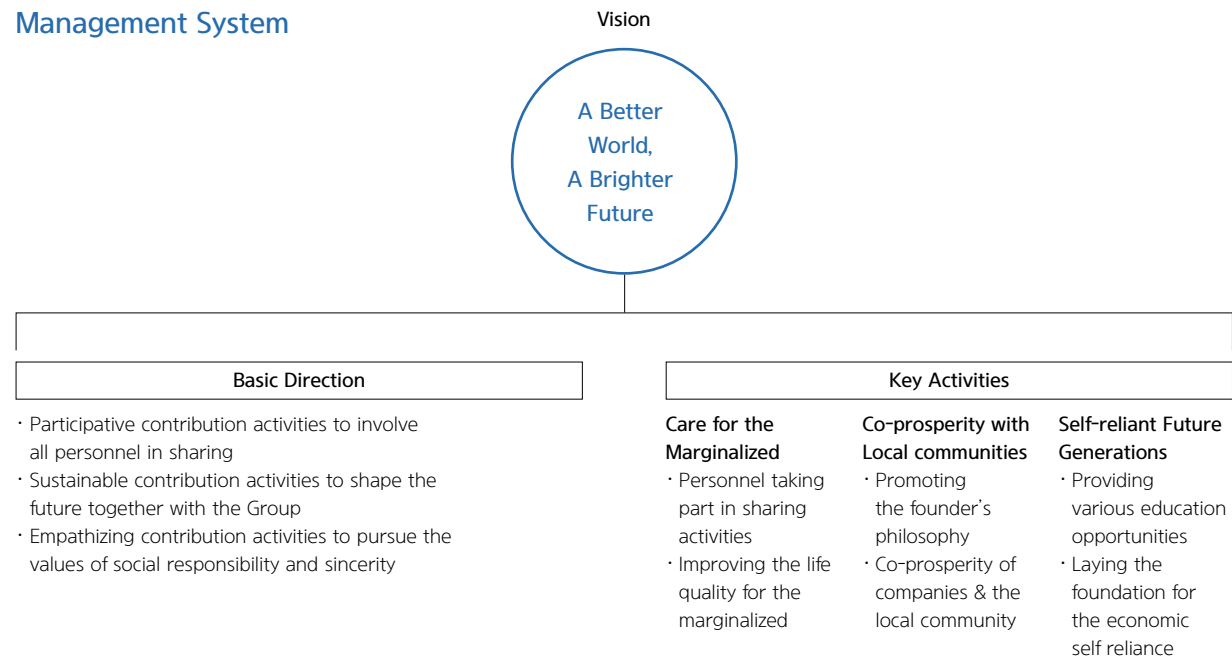 Management System
Vision
A Better
World,
A Brighter
Future
Basic Direction
· Participative contribution activities to involve
all personnel in sharing
· Sustainable contribution activities to shape the
future together with the Group
· Empathizing contribution activities to pursue the
values of social responsibility and sincerity
Key Activities
Care for the
Marginalized
· Personnel taking
part in sharing
activities
· Improving the life
quality for the
marginalized
Co-prosperity with
Local communities
· Promoting
the founder's
philosophy
· Co-prosperity of
companies & the
local community
Self-reliant Future
Generations
· Providing
various education
opportunities
· Laying the
foundation for
the economic
self reliance